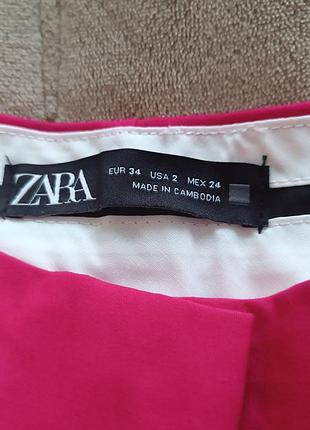 ZARA
EUR 34 USA 2 MEX 24
MADE IN CAMBODIA